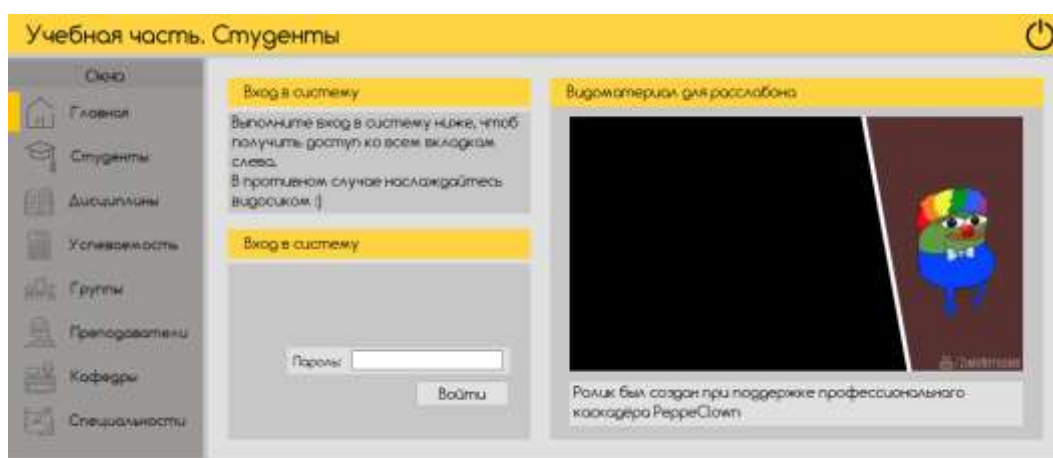 Учебная часть. Студенты
Окна
Главная
Студенты
Дисциплины
Успеваемость
Группы
Преподаватели
Кафедры
Специальности
Вход в систему
Выполните вход в систему ниже, чтоб
получить доступ ко всем вкладкам
слева.
В противном случае наслаждайтесь
видосиком :)
Вход в систему
Пароль:
Войти
Видоматериал для расслабона
Ролик был создан при поддержке профессионального
каскадёра PeppeClown